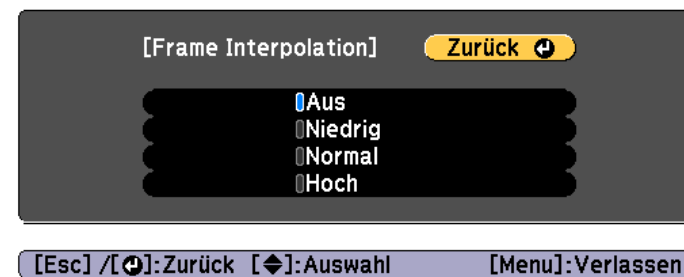 [Frame Interpolation] Zurück
Aus
Niedrig
Normal
Hoch
[Esc] /[⏎]:Zurück [◆]:Auswahl [Menu]:Verlassen